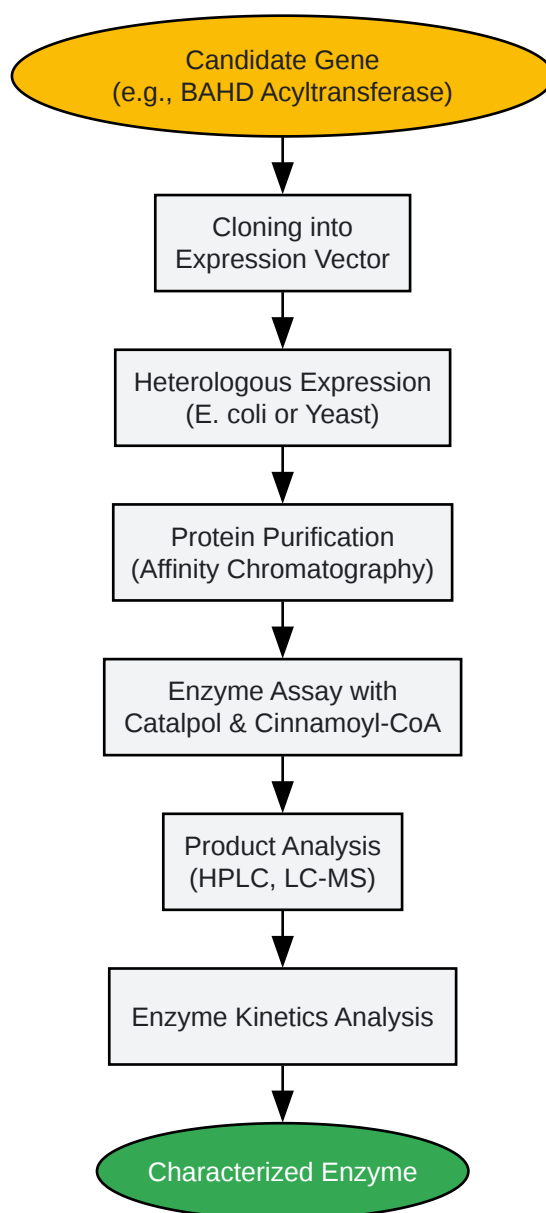 Candidate Gene
(e.g., BAHD Acyltransferase)
Cloning into
Expression Vector
Heterologous Expression
(E. coli or Yeast)
Protein Purification
(Affinity Chromatography)
Enzyme Assay with
Catalpol & Cinnamoyl-CoA
Product Analysis
(HPLC, LC-MS)
Enzyme Kinetics Analysis
Characterized Enzyme